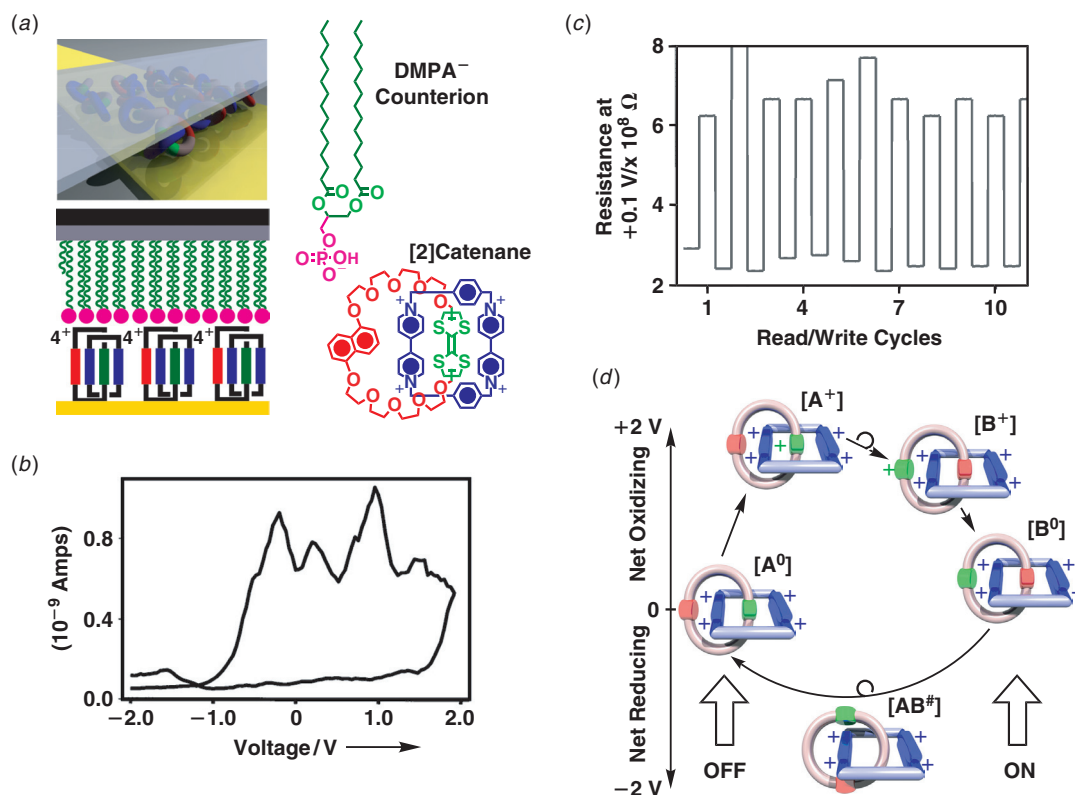 (a)
DMPA⁻
Counterion
O O
O O
O
O=P-OH
O⁻
[2]Catenane
4⁺ 4⁺ 4⁺
O O O O O
+ N N +
S S
S S
+ N N +
O O O O O
(b)
(10⁻⁹ Amps)
0.8
0.4
0.0
−2.0 −1.0 0 1.0 2.0
Voltage/V
(c)
Resistance at
+0.1 V/x 10⁸ Ω
8
6
4
2
1 4 7 10
Read/Write Cycles
(d)
+2 V
Net Oxidizing
0
Net Reducing
−2 V
[A⁺]
+ + + + +
[B⁺]
+ + + + +
[B⁰]
+ + + +
[A⁰]
+ + + +
[AB#]
+ + + +
OFF
ON